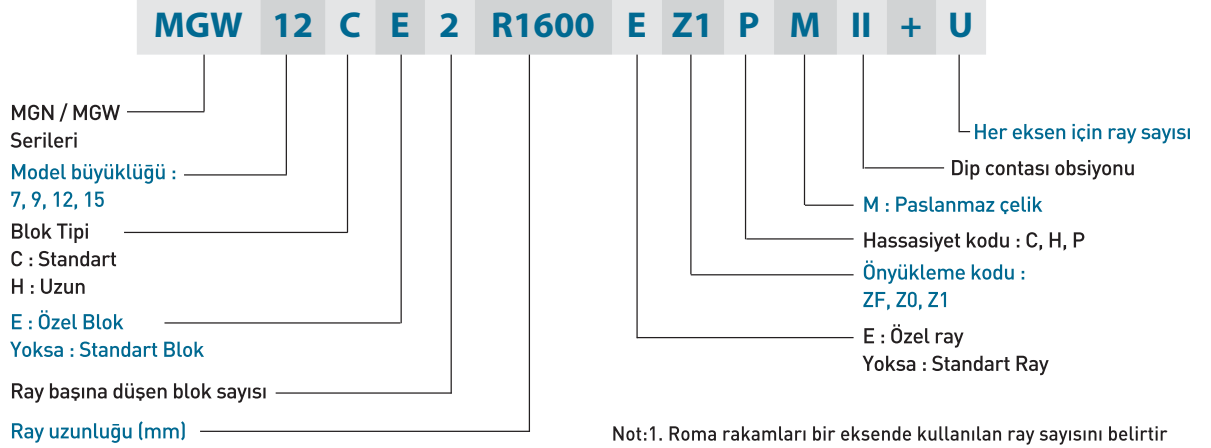 MGW 12 C E 2 R1600 E Z1 P M II + U
MGN / MGW
Serileri
Model büyüklüğü :
7, 9, 12, 15
Blok Tipi
C : Standart
H : Uzun
E : Özel Blok
Yoksa : Standart Blok
Ray başına düşen blok sayısı
Ray uzunluğu (mm)
Her eksen için ray sayısı
Dip contası obsiyonu
M : Paslanmaz çelik
Hassasiyet kodu : C, H, P
Önyükleme kodu :
ZF, Z0, Z1
E : Özel ray
Yoksa : Standart Ray
Not:1. Roma rakamları bir eksende kullanılan ray sayısını belirtir